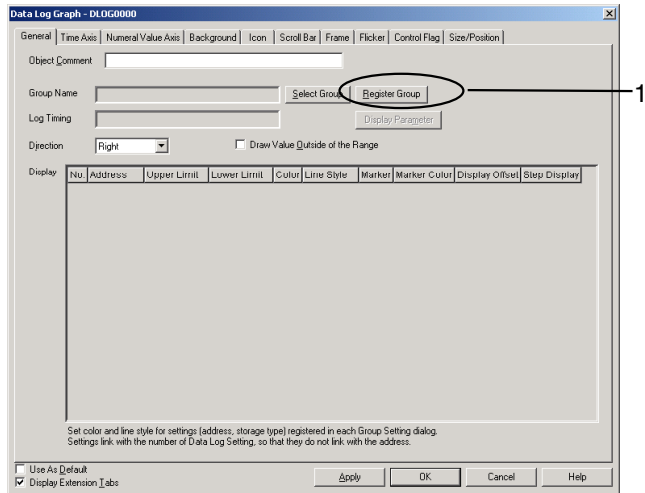 Data Log Graph - DLOG0000
General Time Axis Numeral Value Axis Background Icon Scroll Bar Frame Flicker Control Flag Size/Position
Object Comment
Group Name Select Group Register Group 1
Log Timing Display Parameter
Direction Right Draw Value Outside of the Range
Display No. Address Upper Limit Lower Limit Color Line Style Marker Marker Color Display Offset Step Display
Set color and line style for settings (address, storage type) registered in each Group Setting dialog.
Settings link with the number of Data Log Setting, so that they do not link with the address.
Use As Default
Display Extension Tabs Apply OK Cancel Help